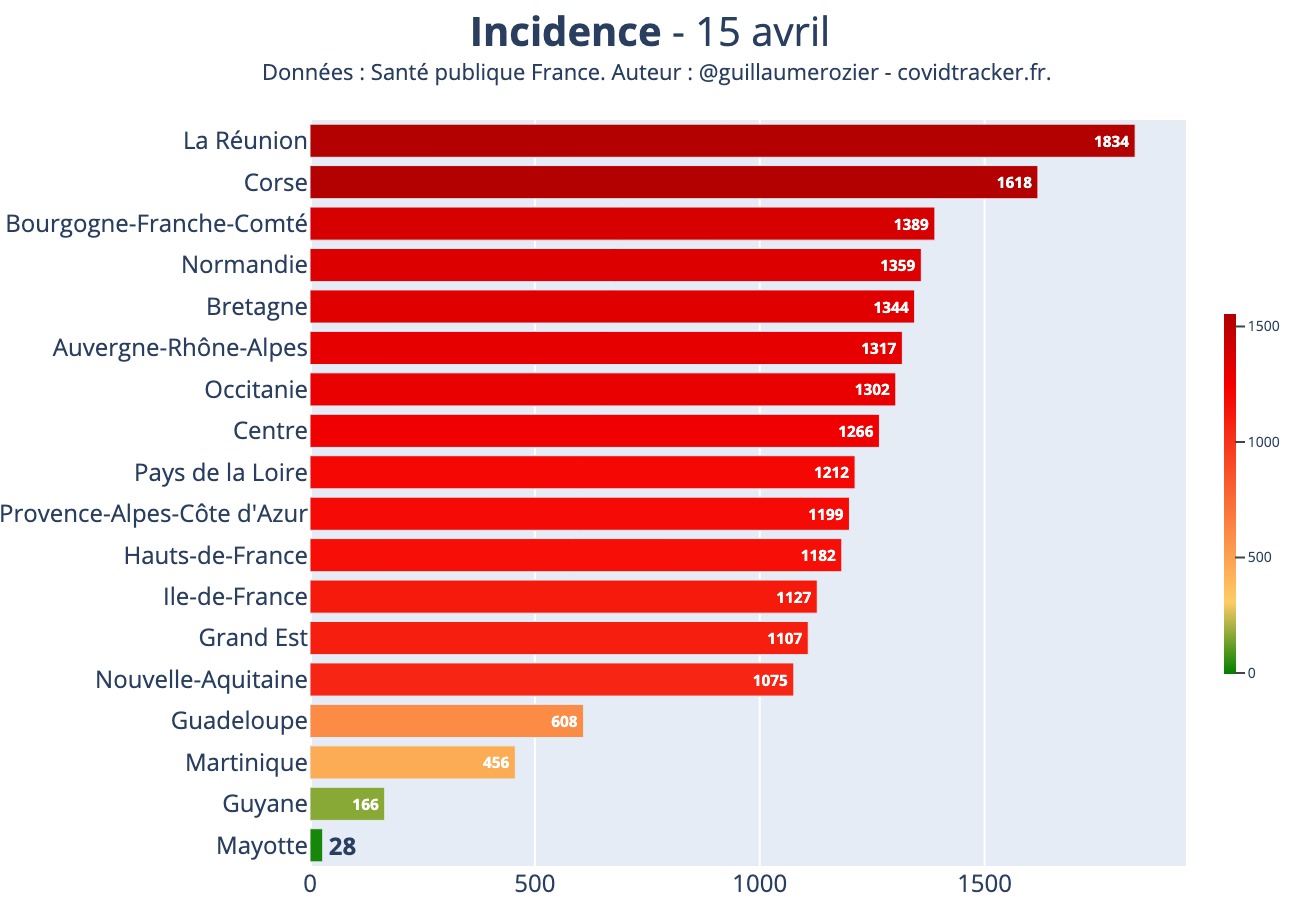 Incidence - 15 avril
Données : Santé publique France. Auteur : @guillaumerozier - covidtracker.fr.
La Réunion 1834
Corse 1618
Bourgogne-Franche-Comté 1389
Normandie 1359
Bretagne 1344
Auvergne-Rhône-Alpes 1317
Occitanie 1302
Centre 1266
Pays de la Loire 1212
Provence-Alpes-Côte d'Azur 1199
Hauts-de-France 1182
Ile-de-France 1127
Grand Est 1107
Nouvelle-Aquitaine 1075
Guadeloupe 608
Martinique 456
Guyane 166
Mayotte 28
0 500 1000 1500
1500
1000
500
0